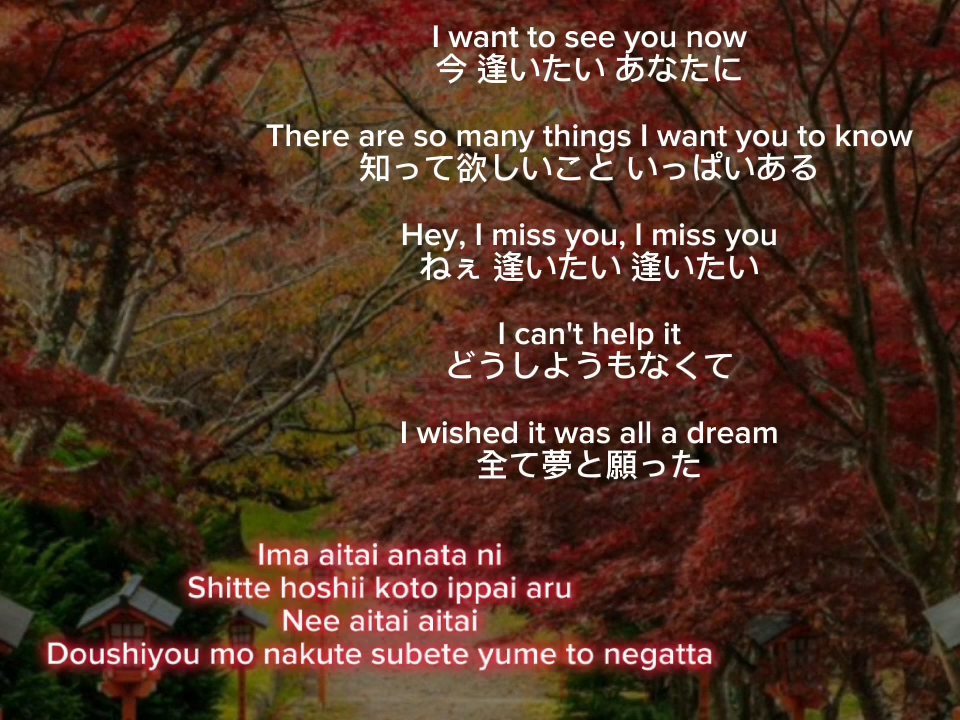 I want to see you now
今 逢いたい あなたに
There are so many things I want you to know
知って欲しいこと いっぱいある
Hey, I miss you, I miss you
ねぇ 逢いたい 逢いたい
I can't help it
どうしようもなくて
I wished it was all a dream
全て夢と願った
Ima aitai anata ni
Shitte hoshii koto ippai aru
Nee aitai aitai
Doushiyou mo nakute subete yume to negatta